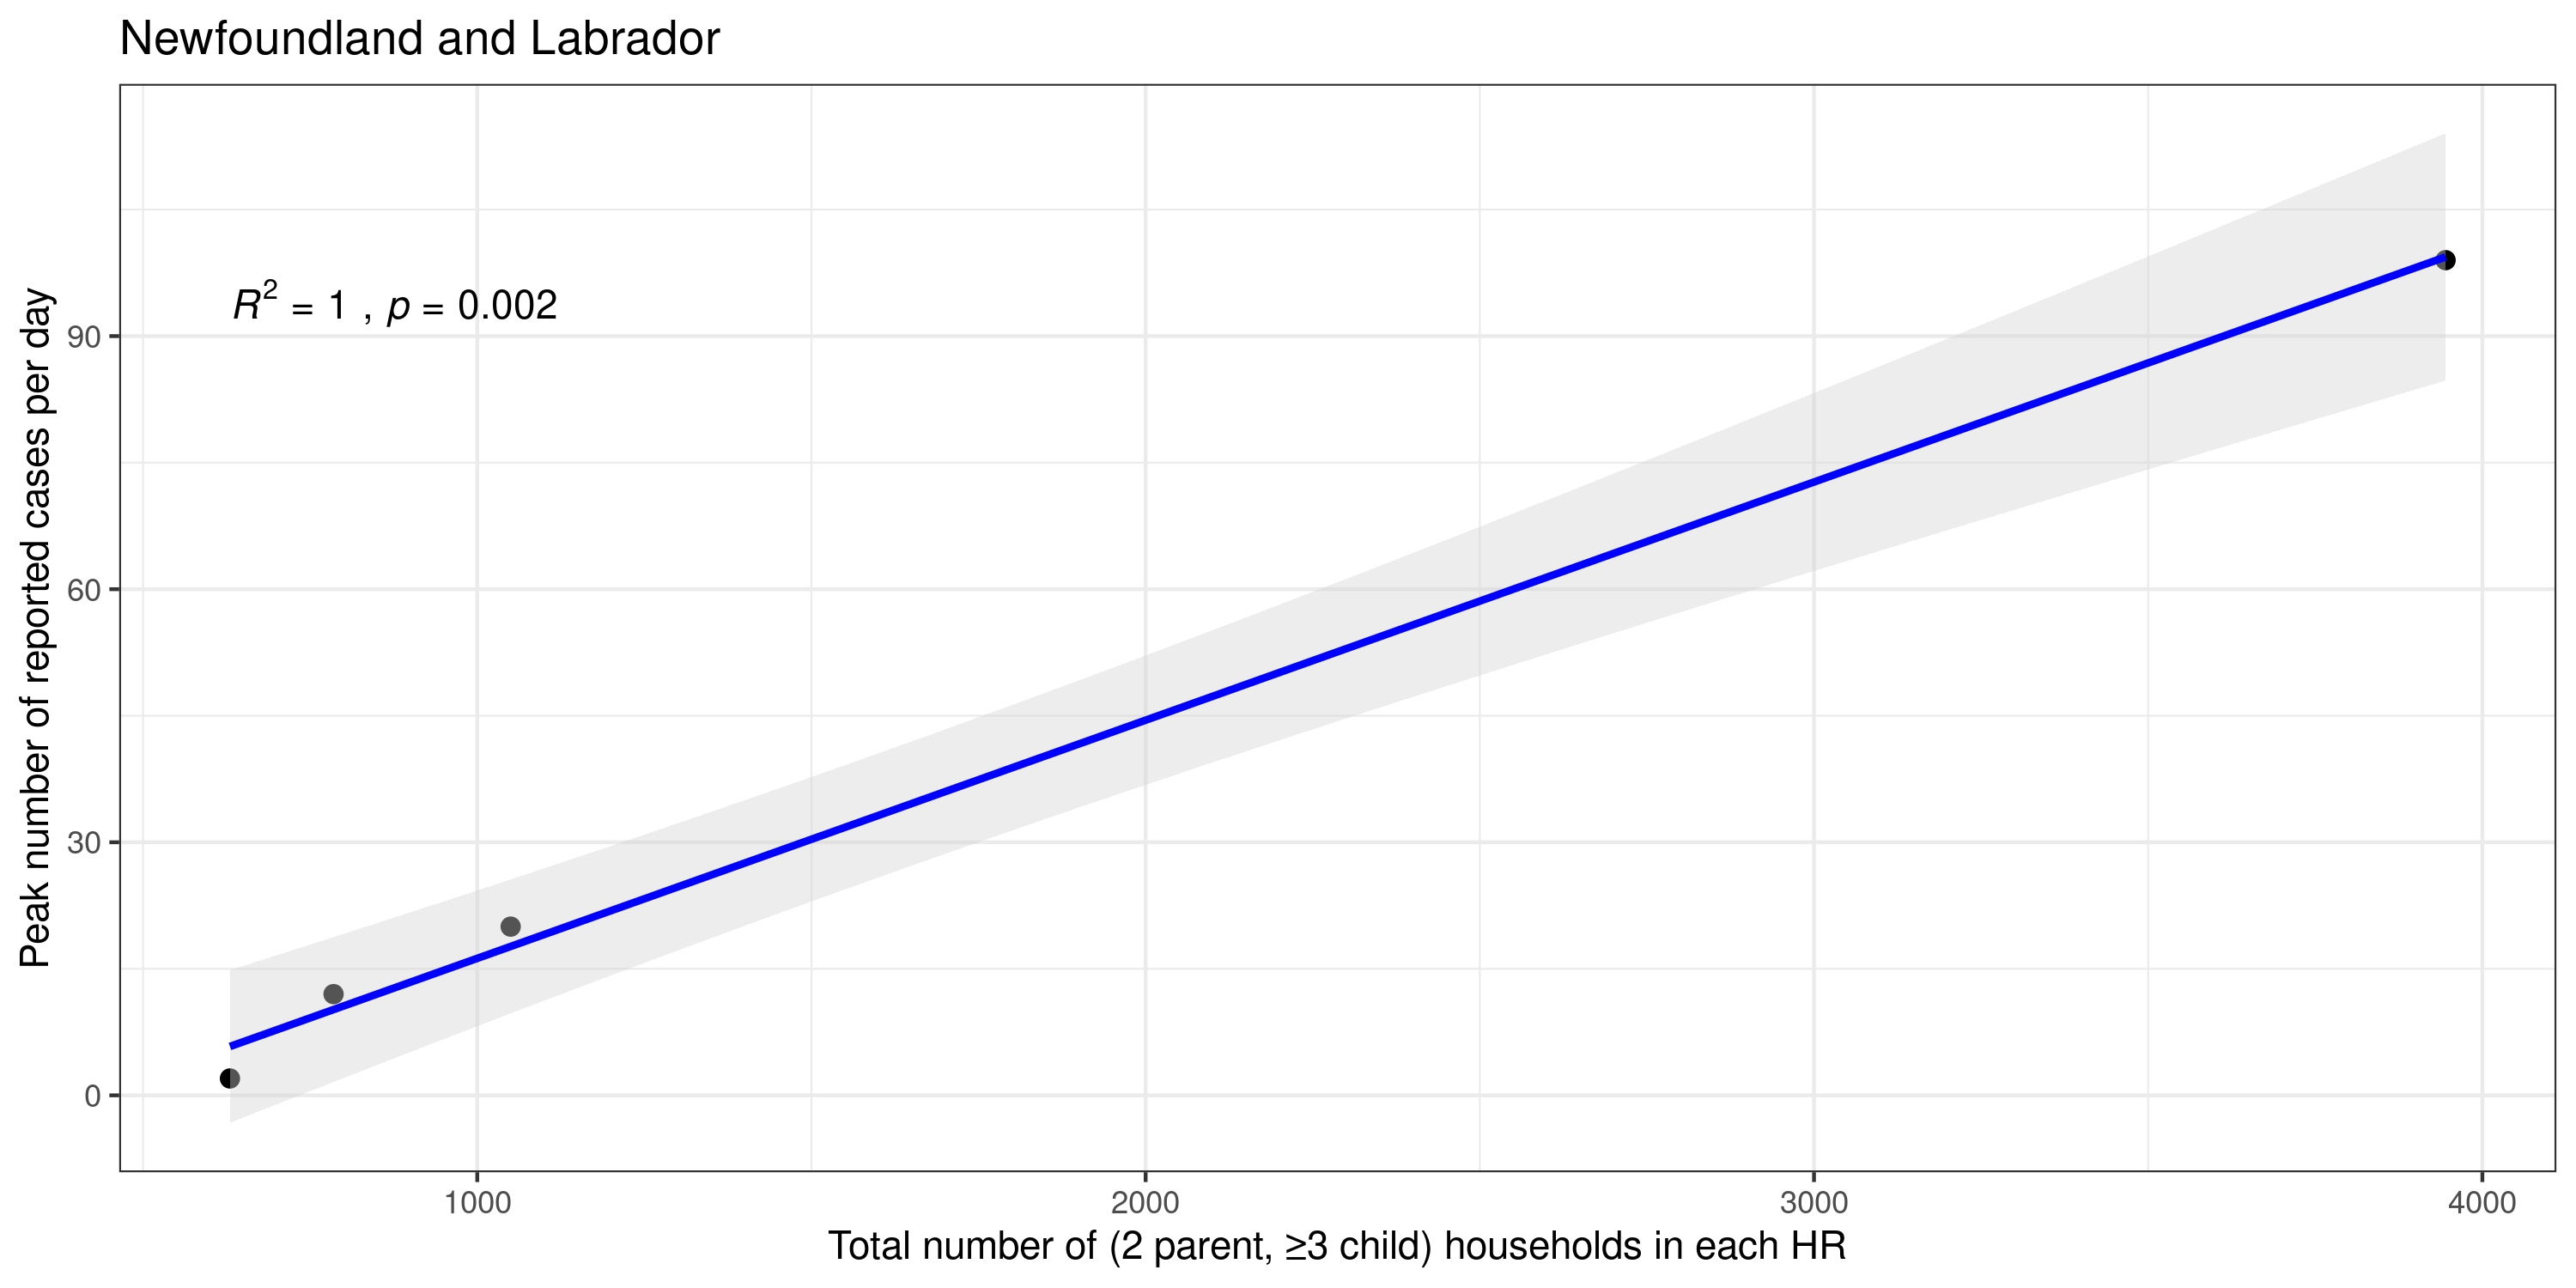 Newfoundland and Labrador
Peak number of reported cases per day
R² = 1 , p = 0.002
90
60
30
0
1000 2000 3000 4000
Total number of (2 parent, ≥3 child) households in each HR